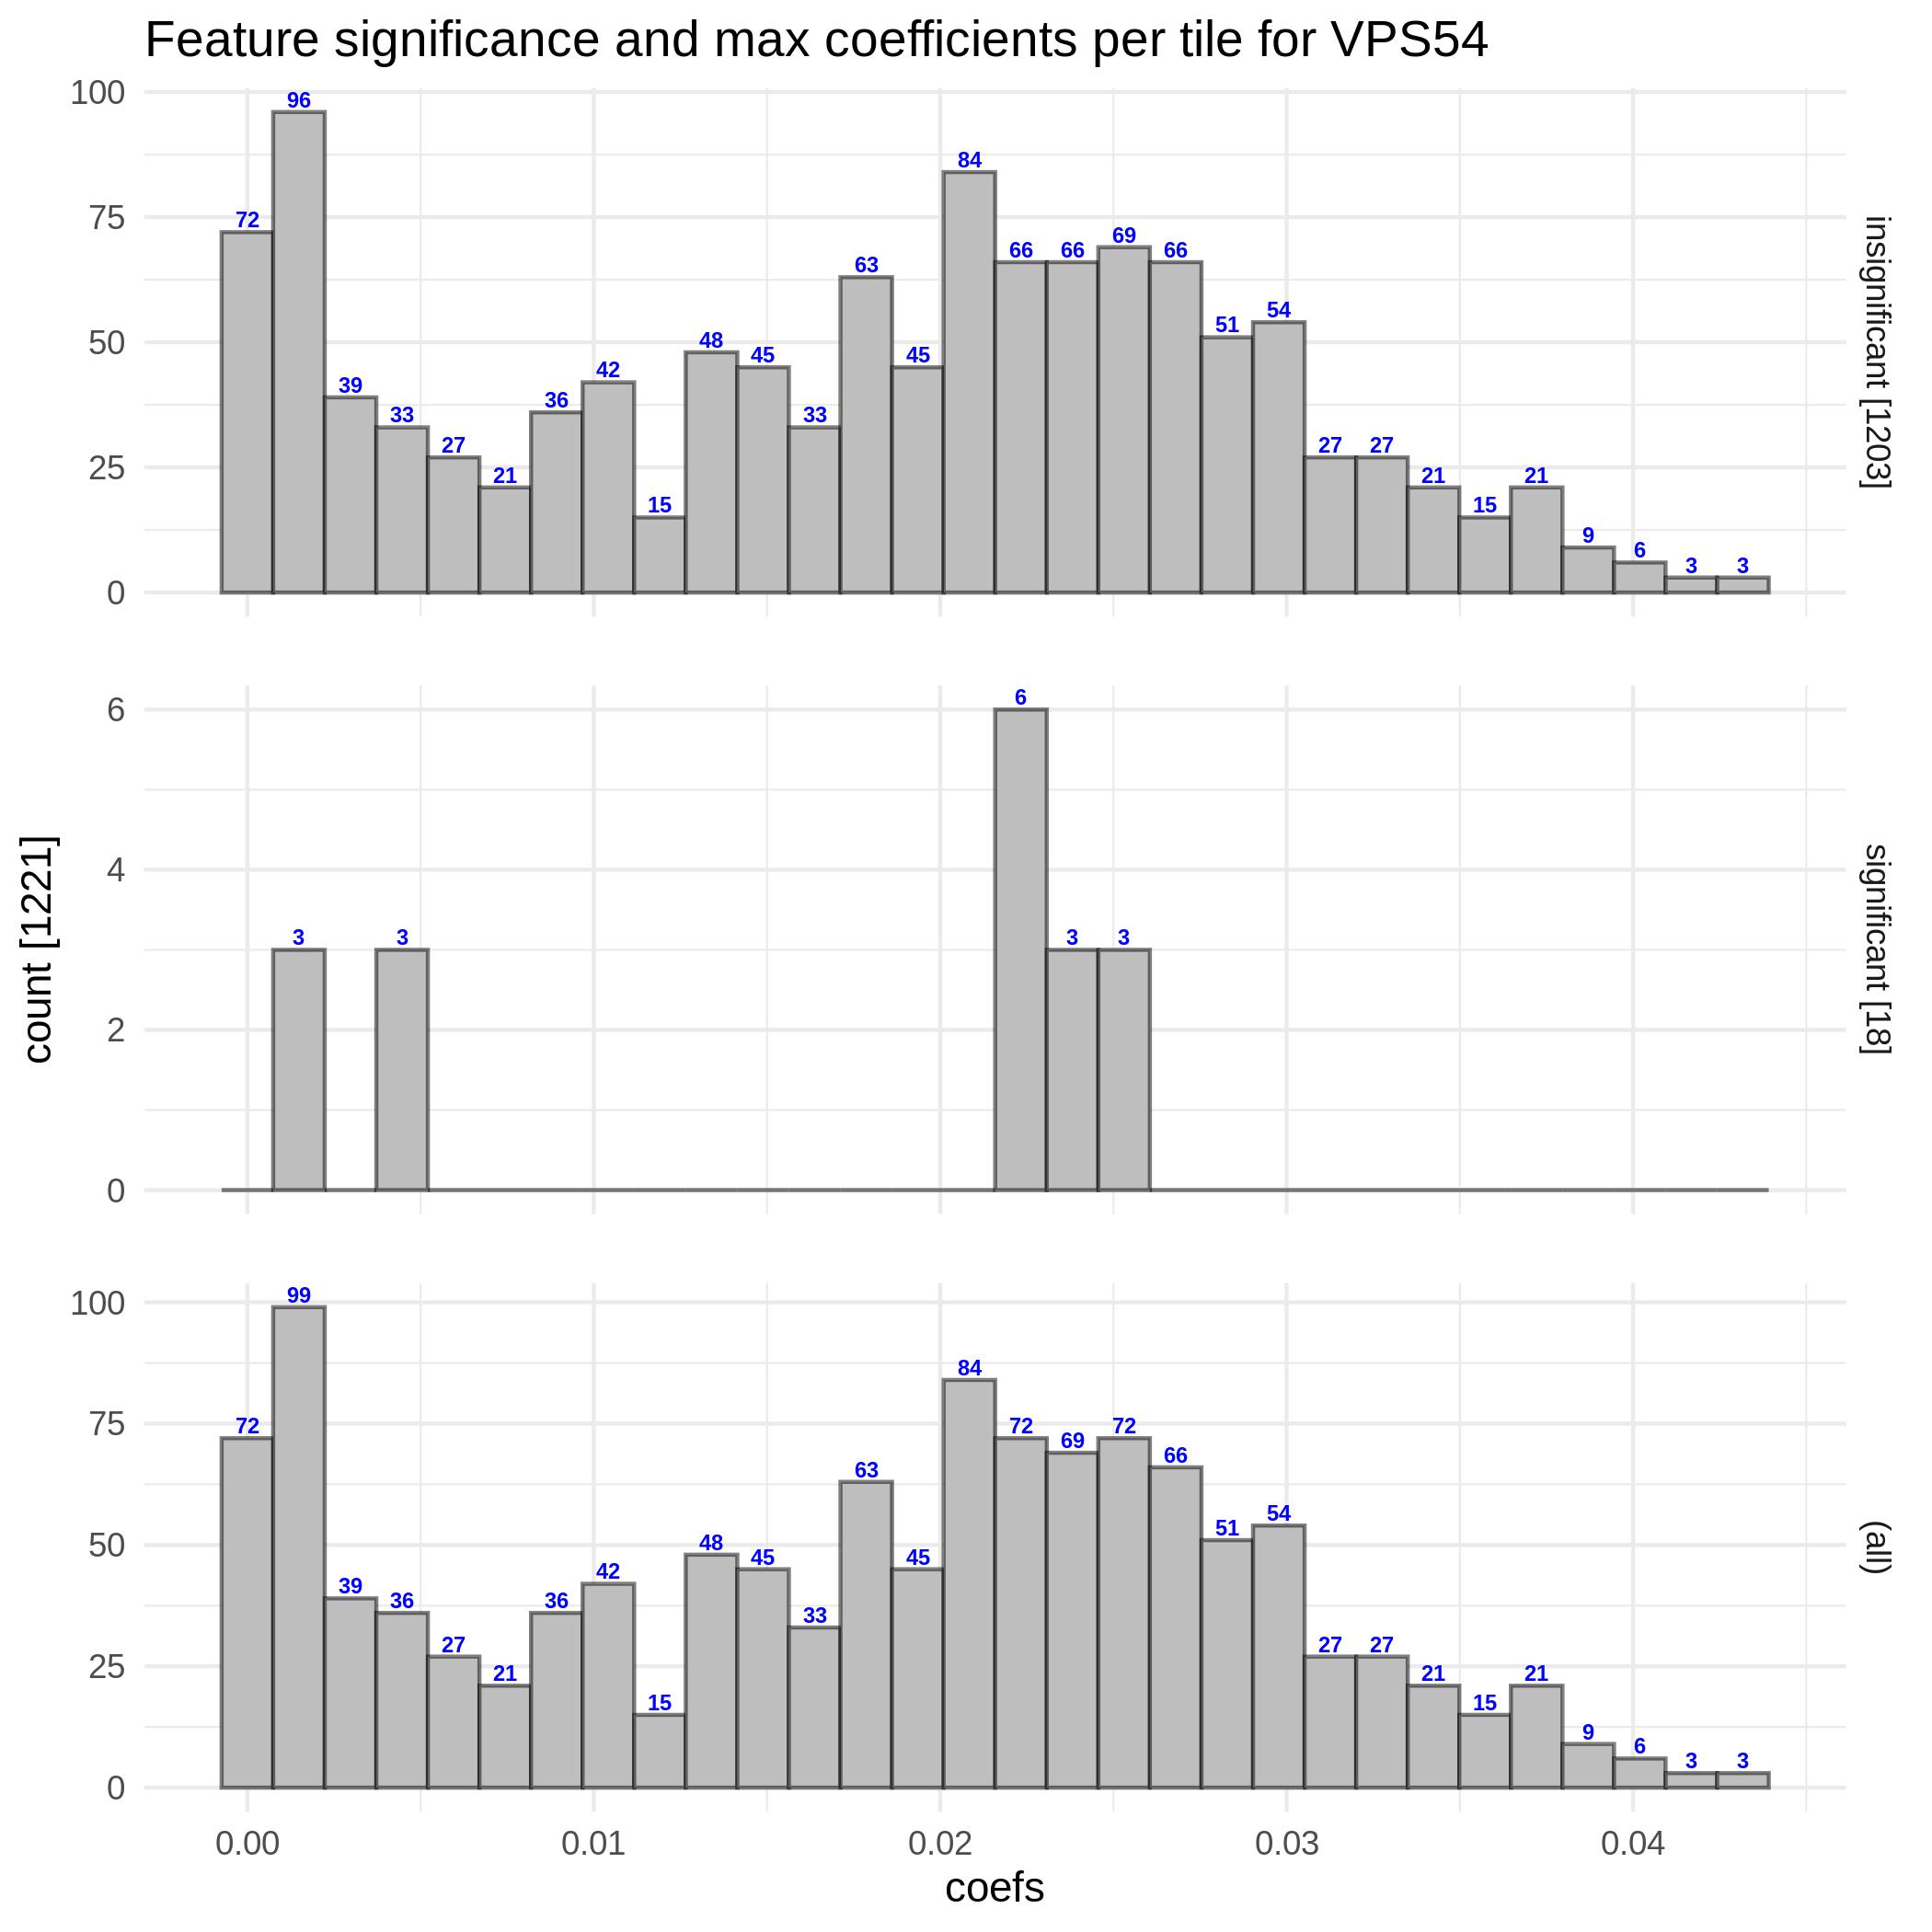 Feature significance and max coefficients per tile for VPS54
100
75
50
25
0
72 96 39 33 27 21 36 42 15 48 45 33 63 45 84 66 66 69 66 51 54 27 27 21 15 21 9 6 3 3
insignificant [1203]
count [1221]
6
4
2
0
3 3 6 3 3
significant [18]
100
75
50
25
0
72 99 39 36 27 21 36 42 15 48 45 33 63 45 84 72 69 72 66 51 54 27 27 21 15 21 9 6 3 3
(all)
0.00 0.01 0.02 0.03 0.04
coefs